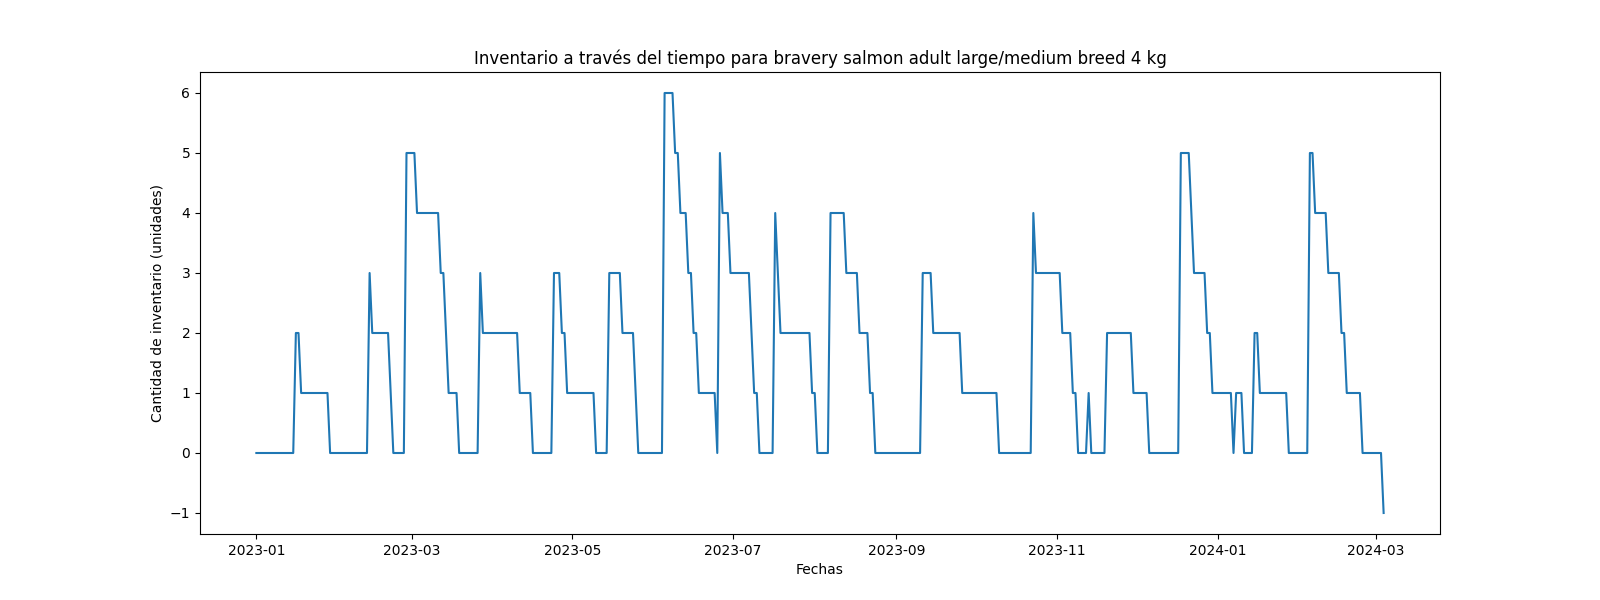 Inventario a través del tiempo para bravery salmon adult large/medium breed 4 kg
Cantidad de inventario (unidades)
6
5
4
3
2
1
0
−1
2023-01 2023-03 2023-05 2023-07 2023-09 2023-11 2024-01 2024-03
Fechas